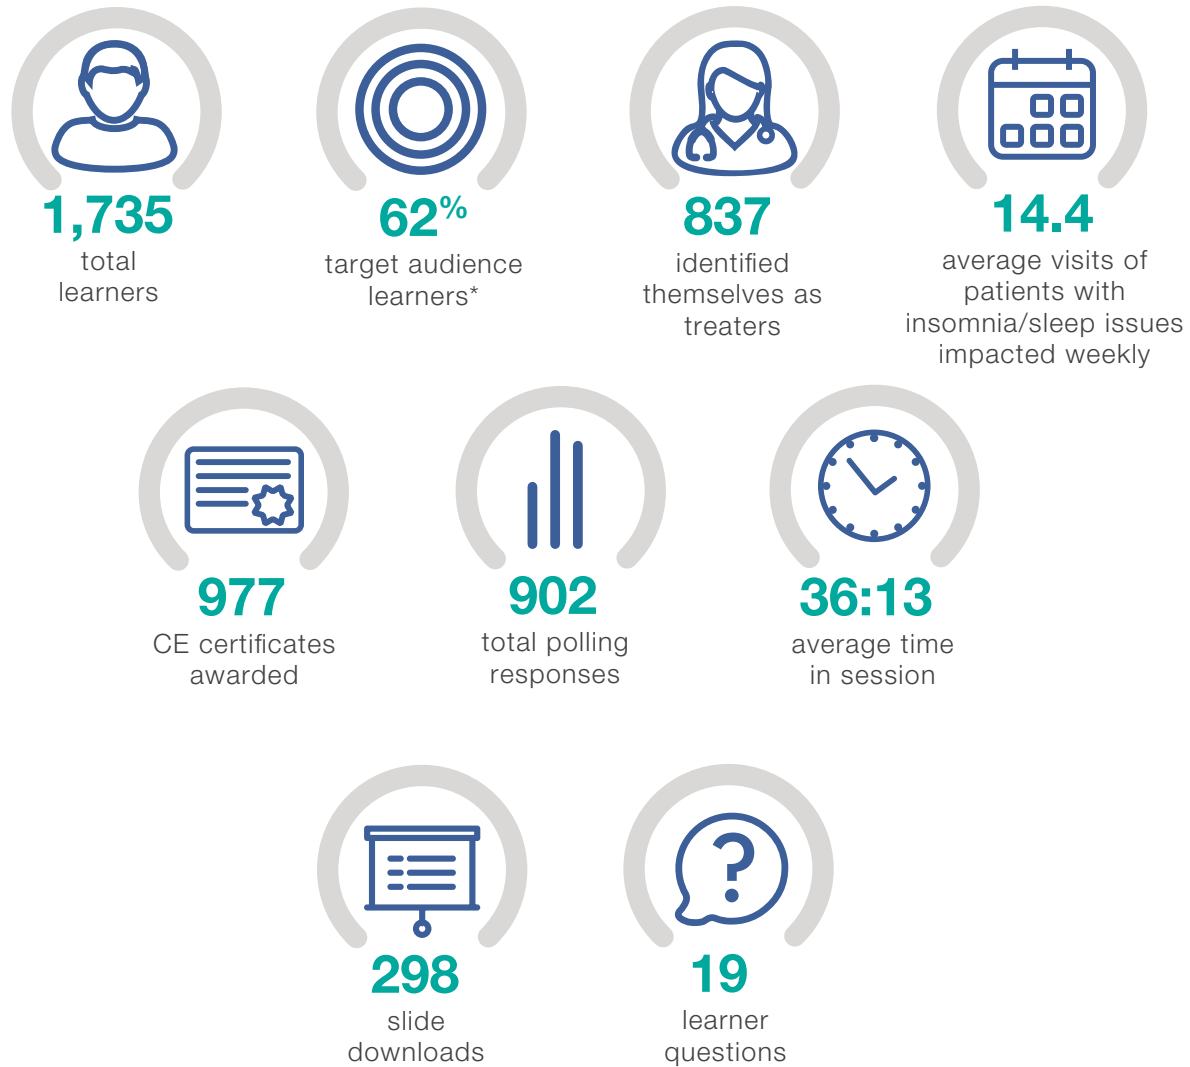 1,735
total
learners
62%
target audience
learners*
837
identified
themselves as
treaters
14.4
average visits of
patients with
insomnia/sleep issues
impacted weekly
977
CE certificates
awarded
902
total polling
responses
36:13
average time
in session
298
slide
downloads
?
19
learner
questions